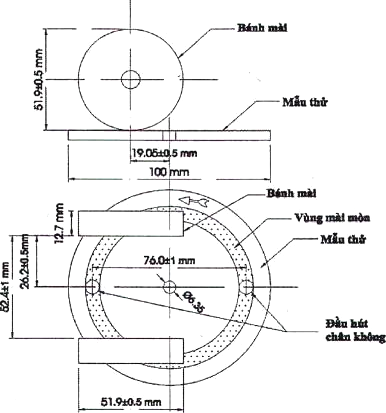 Bánh mài
51.9±0.5 mm
Mẫu thử
19.05±0.5 mm
100 mm
Bánh mài
12.7 mm
Vùng mài mòn
Mẫu thử
76.0±1 mm
26.2±0.5mm
52.4±1 mm
Ø6.35
Đầu hút
chân không
51.9±0.5 mm